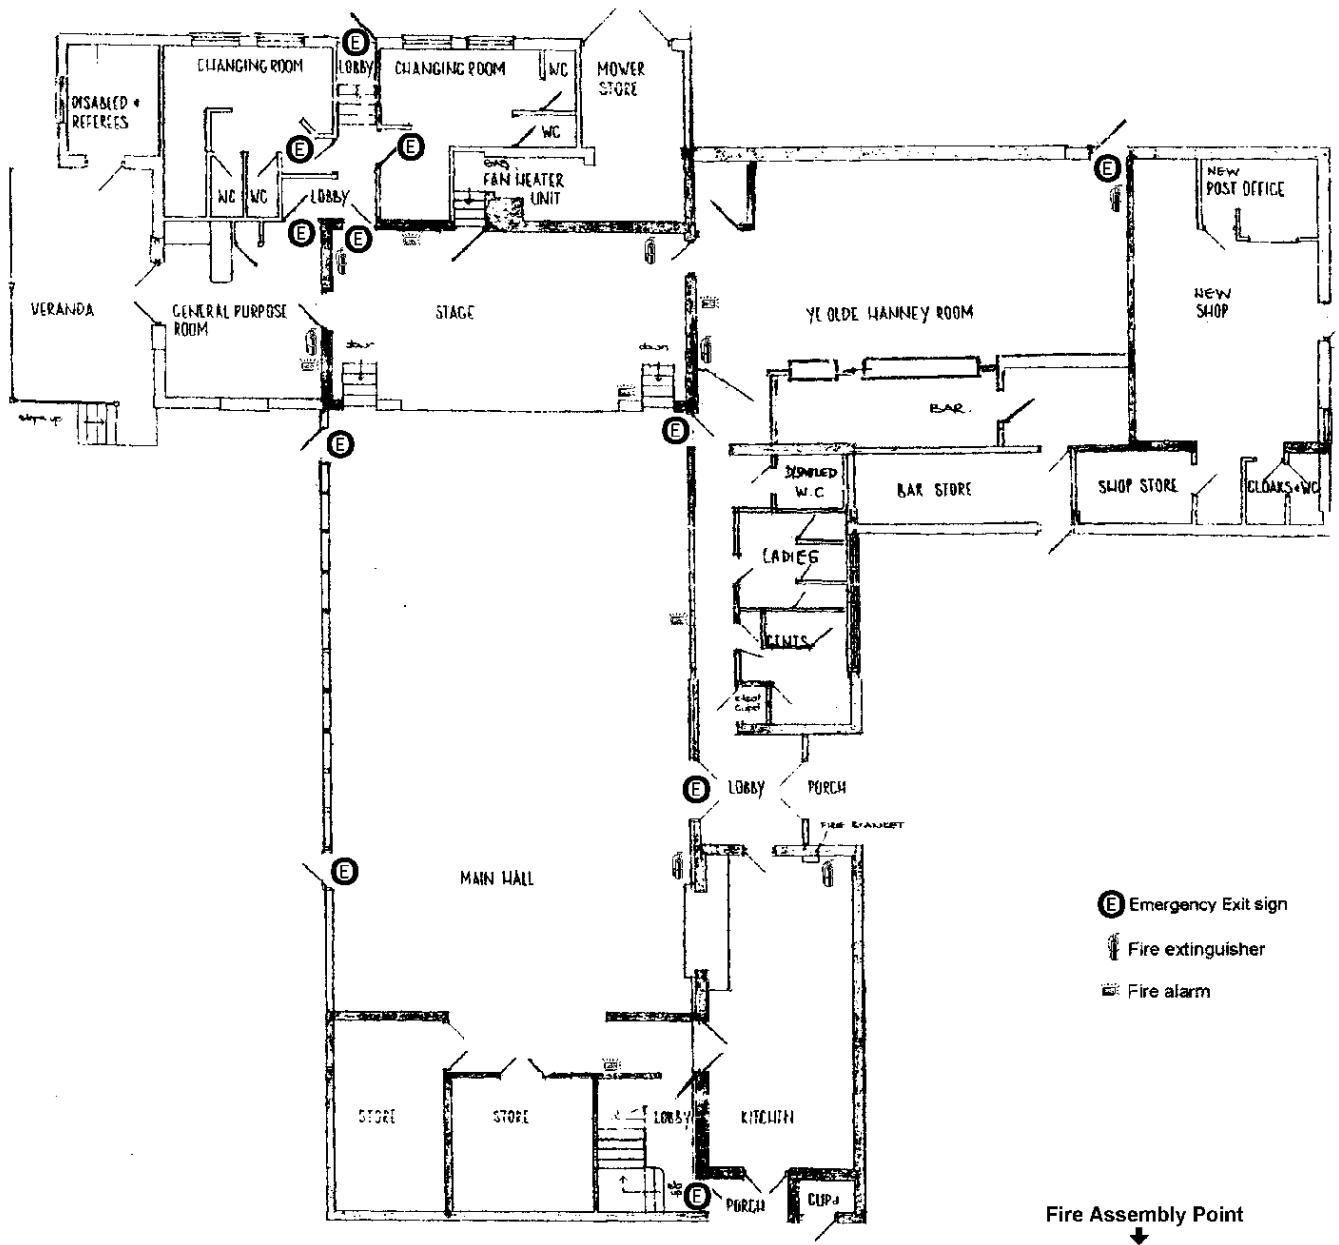 CHANGING ROOM
E
LOBBY
CHANGING ROOM
WC
MOWER
STORE
DISABLED &
REFEREES
WC
E
E
E
GAS
FAN HEATER
UNIT
NEW
POST OFFICE
WC
WC
LOBBY
E
E
VERANDA
GENERAL PURPOSE
ROOM
STAGE
YE OLDE HANNEY ROOM
NEW
SHOP
down
down
BAR.
slope up
E
E
DISABLED
W.C
BAR STORE
SHOP STORE
CLOAKS & WC
LADIES
GENTS
E
LOBBY
PORCH
FIRE BLANKET
E
MAIN HALL
E Emergency Exit sign
Fire extinguisher
Fire alarm
STORE
STORE
LOBBY
KITCHEN
up
E
PORCH
CUPd
Fire Assembly Point